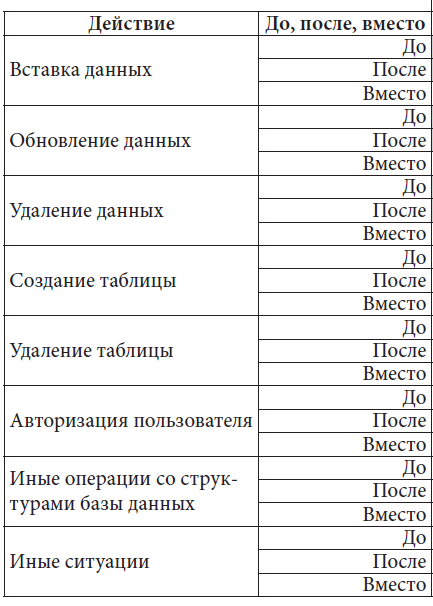 Действие До, после, вместо
Вставка данных
До
После
Вместо
Обновление данных
До
После
Вместо
Удаление данных
До
После
Вместо
Создание таблицы
До
После
Вместо
Удаление таблицы
До
После
Вместо
Авторизация пользователя
До
После
Вместо
Иные операции со струк-
турами базы данных
До
После
Вместо
Иные ситуации
До
После
Вместо